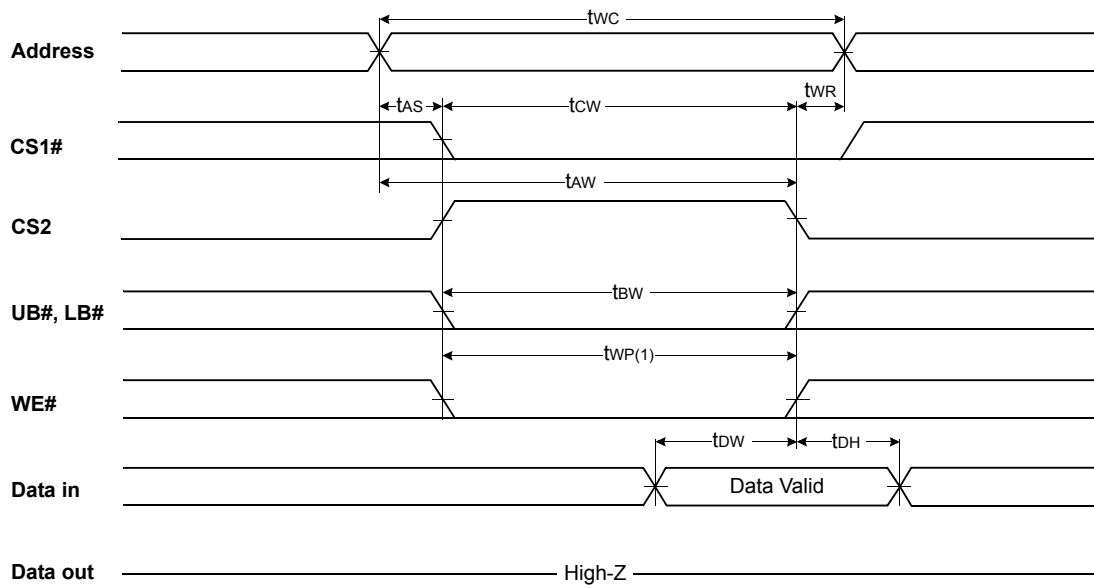 tWC
Address
tAS
tCW
tWR
CS1#
tAW
CS2
tBW
UB#, LB#
tWP(1)
WE#
tDW
tDH
Data in
Data Valid
Data out
High-Z